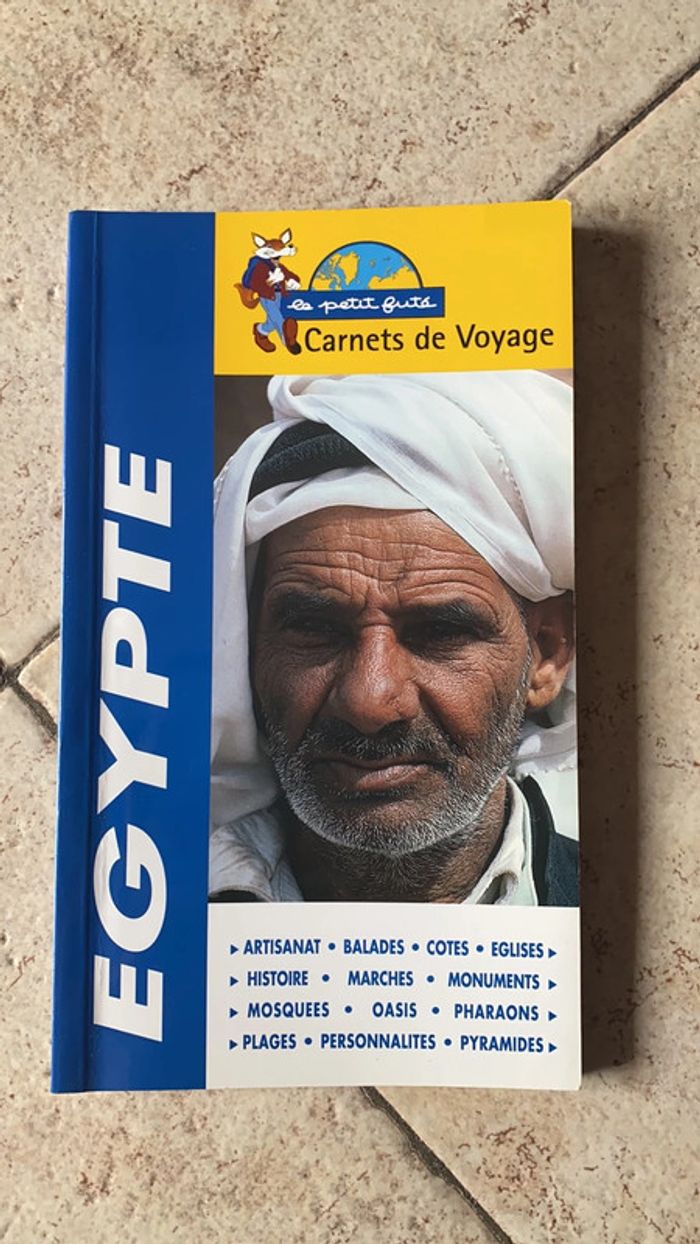 le petit futé
Carnets de Voyage
EGYPTE
▸ ARTISANAT • BALADES • COTES • EGLISES ▸
▸ HISTOIRE • MARCHES • MONUMENTS ▸
▸ MOSQUEES • OASIS • PHARAONS ▸
▸ PLAGES • PERSONNALITES • PYRAMIDES ▸